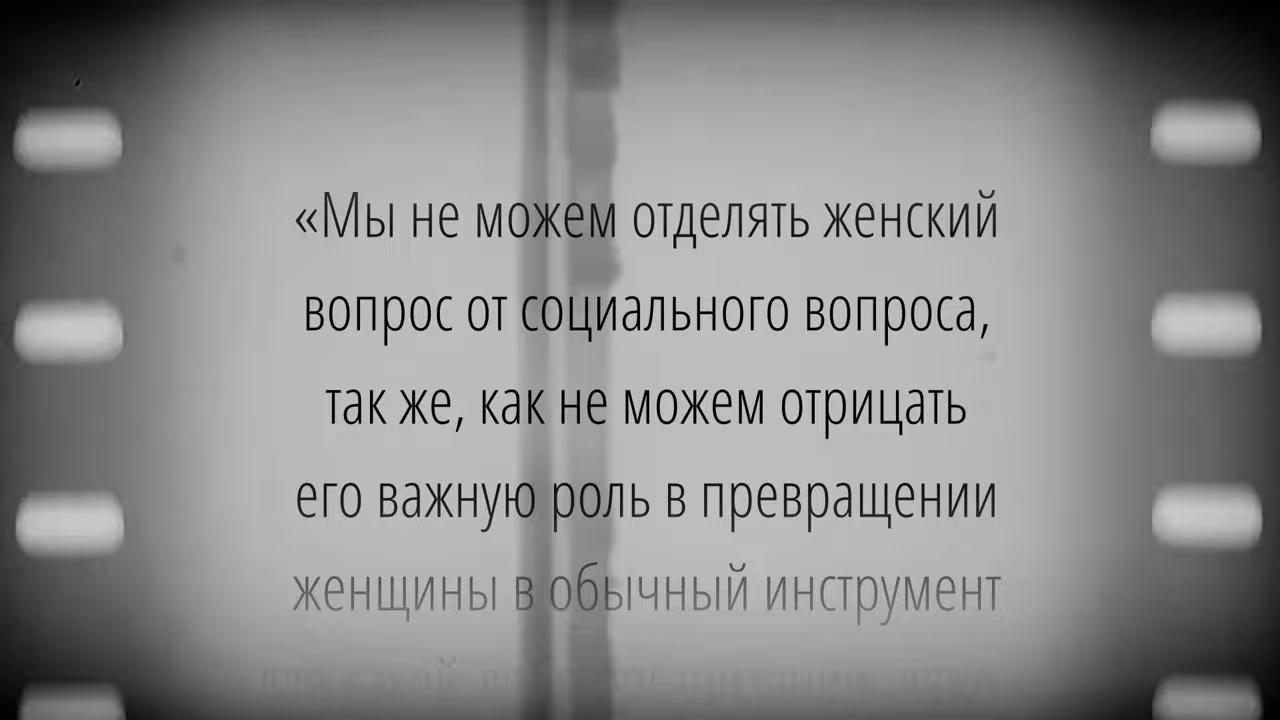 «Мы не можем отделять женский
вопрос от социального вопроса,
так же, как не можем отрицать
его важную роль в превращении
женщины в обычный инструмент